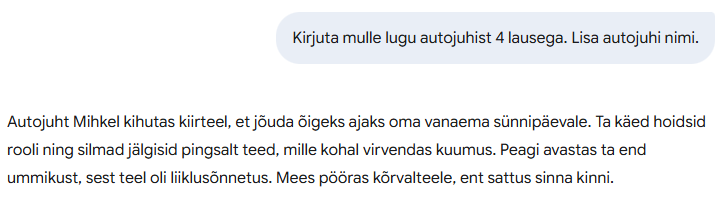 Kirjuta mulle lugu autojuhist 4 lausega. Lisa autojuhi nimi.
Autojuht Mihkel kihutas kiirteel, et jõuda õigeks ajaks oma vanaema sünnipäevale. Ta käed hoidsid
rooli ning silmad jälgisid pingsalt teed, mille kohal virvendas kuumus. Peagi avastas ta end
ummikust, sest teel oli liiklusõnnetus. Mees pööras kõrvalteele, ent sattus sinna kinni.